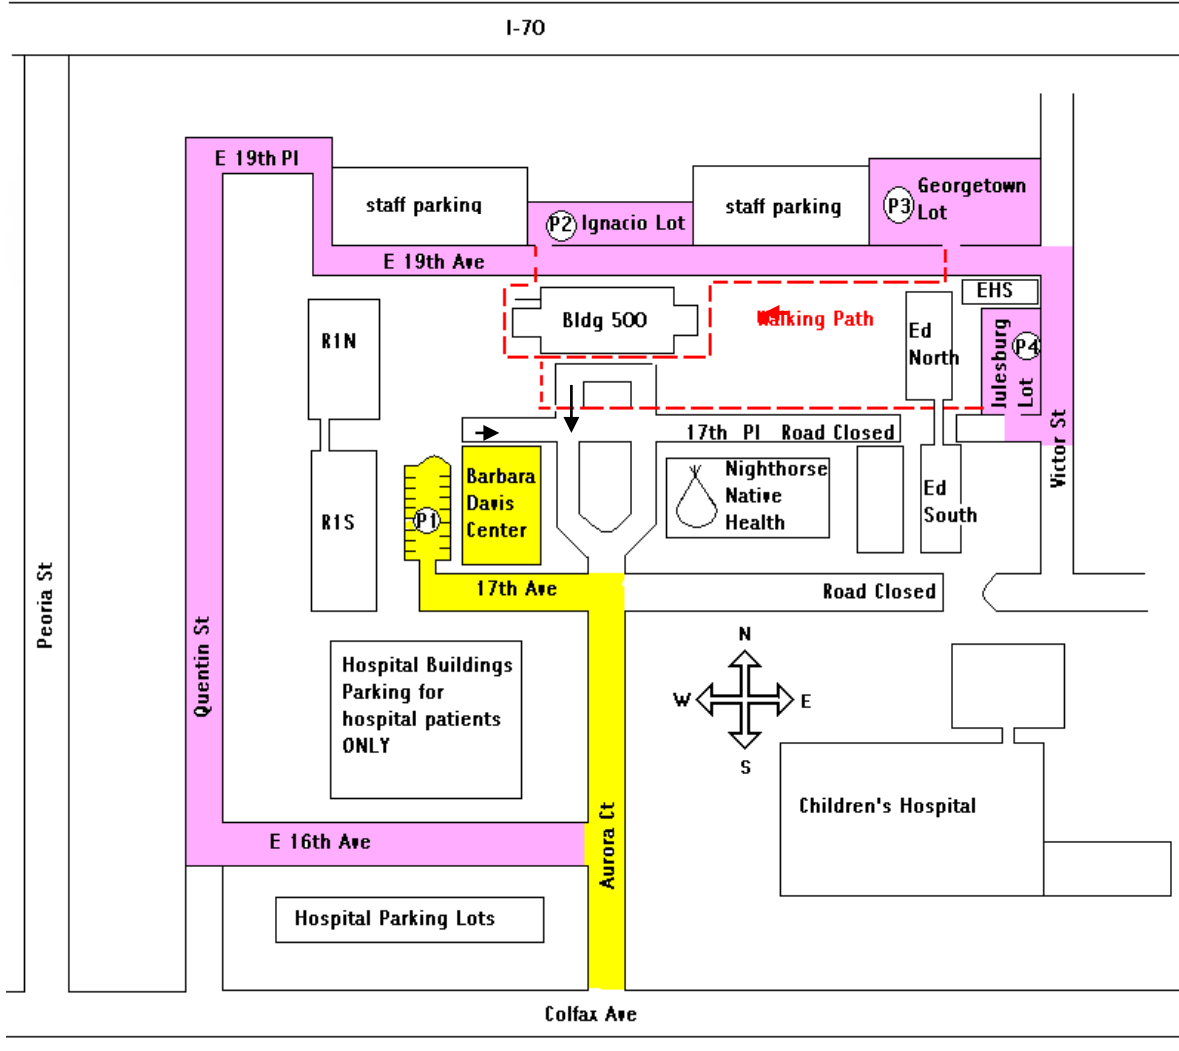 I-70
E 19th Pl
staff parking
P2 Ignacio Lot
staff parking
P3 Georgetown
Lot
E 19th Ave
EHS
Bldg 500
Walking Path
R1N
Ed
North
Julesburg
Lot
P4
17th Pl Road Closed
Victor St
Barbara
Davis
Center
P1
Nighthorse
Native
Health
Ed
South
R1S
17th Ave
Road Closed
Peoria St
Quentin St
Hospital Buildings
Parking for
hospital patients
ONLY
N
W E
S
Children's Hospital
Aurora Ct
E 16th Ave
Hospital Parking Lots
Colfax Ave